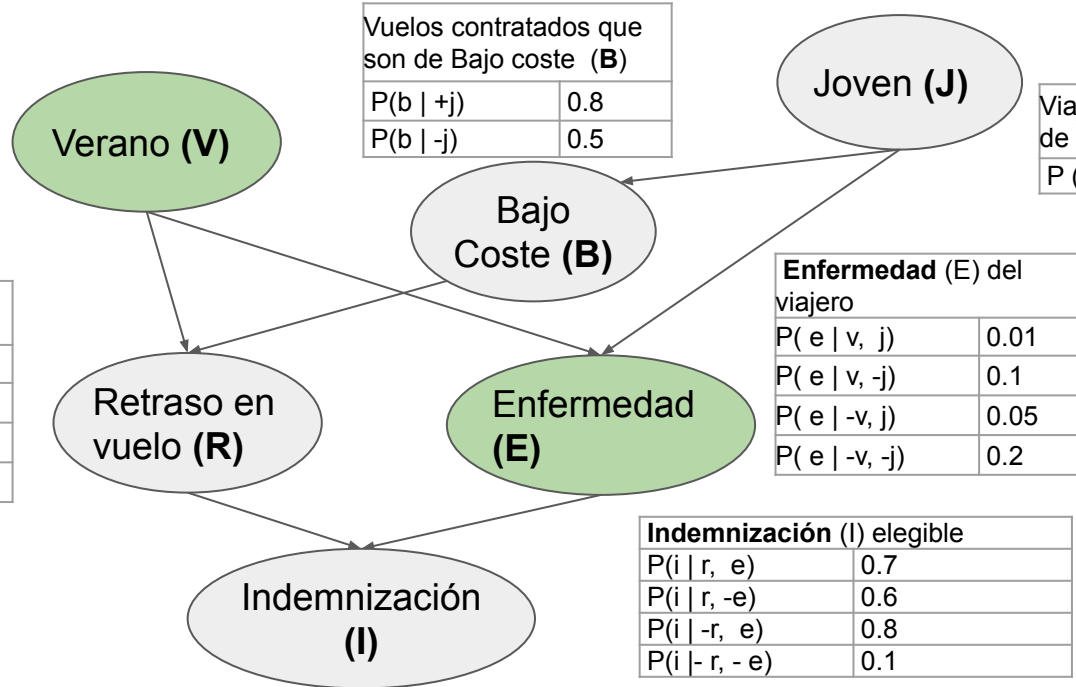 Vuelos contratados que
son de Bajo coste (B)
P(b | +j) 0.8
P(b | -j) 0.5
Joven (J)
Verano (V)
de
P (
Bajo
Coste (B)
Enfermedad (E) del
viajero
P( e | v, j) 0.01
P( e | v, -j) 0.1
P( e | -v, j) 0.05
P( e | -v, -j) 0.2
Retraso en
vuelo (R)
Enfermedad
(E)
Indemnización (I) elegible
P(i | r, e) 0.7
P(i | r, -e) 0.6
P(i | -r, e) 0.8
P(i |- r, - e) 0.1
Indemnización
(I)